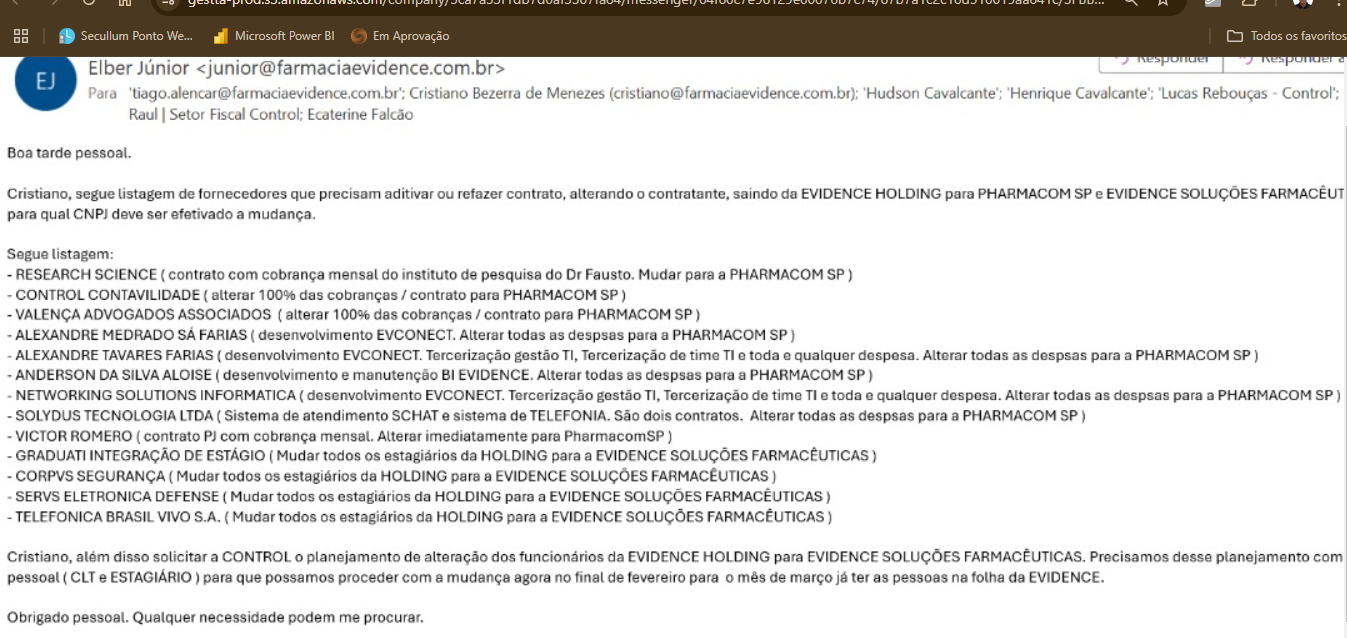 Secullum Ponto We... Microsoft Power BI Em Aprovação Todos os favoritos
EJ
Elber Júnior <junior@farmaciaevidence.com.br>
Responder Responder a
Para 'tiago.alencar@farmaciaevidence.com.br'; Cristiano Bezerra de Menezes (cristiano@farmaciaevidence.com.br); 'Hudson Cavalcante'; 'Henrique Cavalcante'; 'Lucas Rebouças - Control';
Raul | Setor Fiscal Control; Ecaterine Falcão
Boa tarde pessoal.
Cristiano, segue listagem de fornecedores que precisam aditivar ou refazer contrato, alterando o contratante, saindo da EVIDENCE HOLDING para PHARMACOM SP e EVIDENCE SOLUÇÕES FARMACÊUT
para qual CNPJ deve ser efetivado a mudança.
Segue listagem:
- RESEARCH SCIENCE ( contrato com cobrança mensal do instituto de pesquisa do Dr Fausto. Mudar para a PHARMACOM SP )
- CONTROL CONTAVILIDADE ( alterar 100% das cobranças / contrato para PHARMACOM SP )
- VALENÇA ADVOGADOS ASSOCIADOS ( alterar 100% das cobranças / contrato para PHARMACOM SP )
- ALEXANDRE MEDRADO SÁ FARIAS ( desenvolvimento EVCONECT. Alterar todas as despsas para a PHARMACOM SP )
- ALEXANDRE TAVARES FARIAS ( desenvolvimento EVCONECT. Tercerização gestão TI, Tercerização de time TI e toda e qualquer despesa. Alterar todas as despsas para a PHARMACOM SP )
- ANDERSON DA SILVA ALOISE ( desenvolvimento e manutenção BI EVIDENCE. Alterar todas as despsas para a PHARMACOM SP )
- NETWORKING SOLUTIONS INFORMATICA ( desenvolvimento EVCONECT. Tercerização gestão TI, Tercerização de time TI e toda e qualquer despesa. Alterar todas as despsas para a PHARMACOM SP )
- SOLYDUS TECNOLOGIA LTDA ( Sistema de atendimento SCHAT e sistema de TELEFONIA. São dois contratos.  Alterar todas as despsas para a PHARMACOM SP )
- VICTOR ROMERO ( contrato PJ com cobrança mensal. Alterar imediatamente para PharmacomSP )
- GRADUATI INTEGRAÇÃO DE ESTÁGIO ( Mudar todos os estagiários da HOLDING para a EVIDENCE SOLUÇÕES FARMACÊUTICAS )
- CORPVS SEGURANÇA ( Mudar todos os estagiários da HOLDING para a EVIDENCE SOLUÇÕES FARMACÊUTICAS )
- SERVS ELETRONICA DEFENSE ( Mudar todos os estagiários da HOLDING para a EVIDENCE SOLUÇÕES FARMACÊUTICAS )
- TELEFONICA BRASIL VIVO S.A. ( Mudar todos os estagiários da HOLDING para a EVIDENCE SOLUÇÕES FARMACÊUTICAS )
Cristiano, além disso solicitar a CONTROL o planejamento de alteração dos funcionários da EVIDENCE HOLDING para EVIDENCE SOLUÇÕES FARMACÊUTICAS. Precisamos desse planejamento com
pessoal ( CLT e ESTAGIÁRIO ) para que possamos proceder com a mudança agora no final de fevereiro para  o mês de março já ter as pessoas na folha da EVIDENCE.
Obrigado pessoal. Qualquer necessidade podem me procurar.